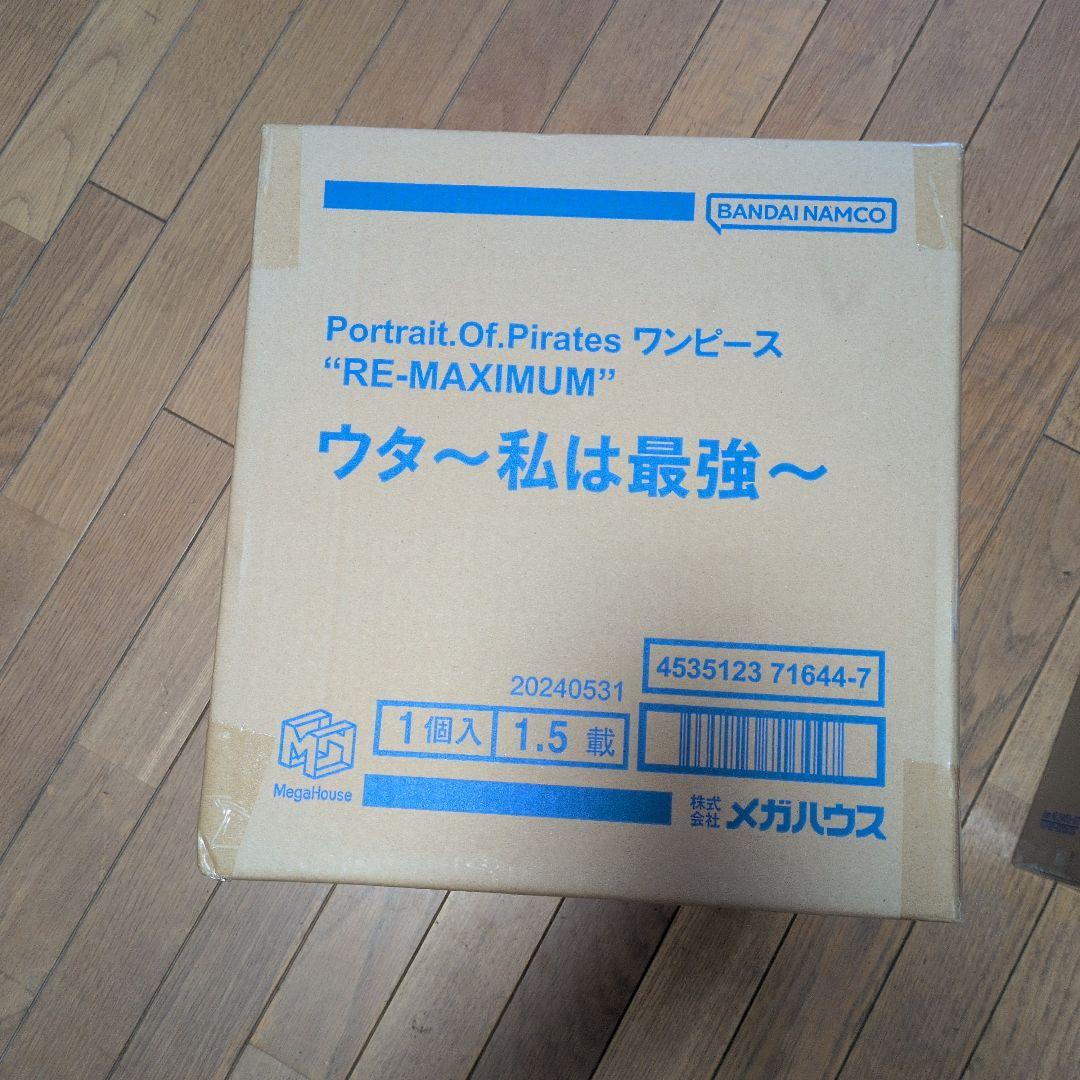 BANDAI NAMCO
Portrait.Of.Pirates ワンピース
“RE-MAXIMUM”
ウタ～私は最強～
4535123 71644-7
20240531
1個入 1.5 載
MegaHouse
株式会社 メガハウス